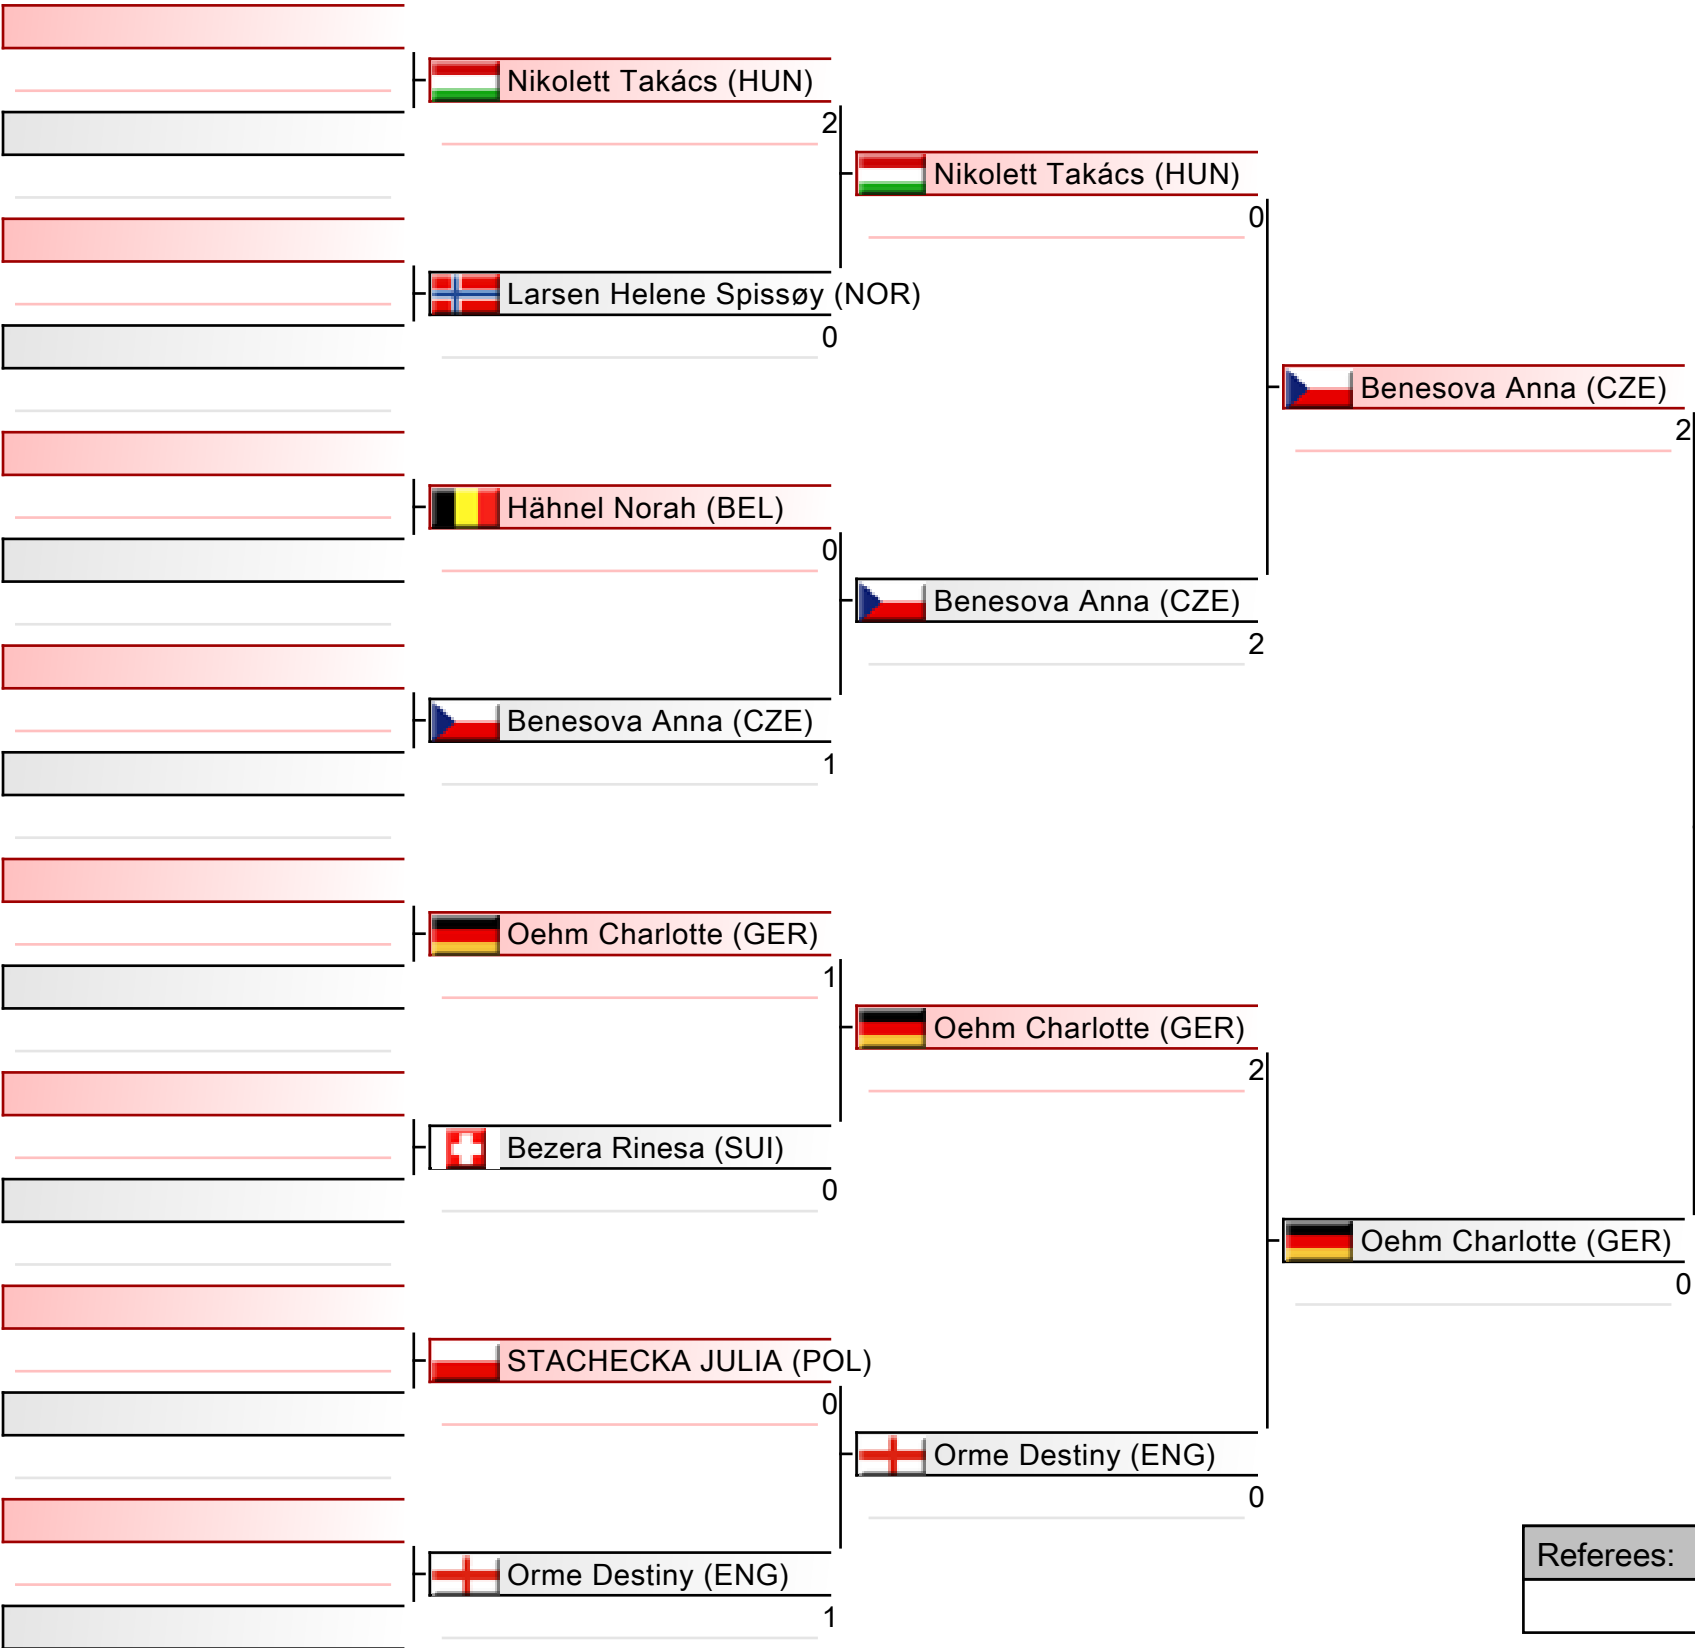 Nikolett Takács (HUN)
2
Nikolett Takács (HUN)
0
Larsen Helene Spissøy (NOR)
0
Benesova Anna (CZE)
2
Hähnel Norah (BEL)
0
Benesova Anna (CZE)
2
Benesova Anna (CZE)
1
Oehm Charlotte (GER)
1
Oehm Charlotte (GER)
2
Bezera Rinesa (SUI)
0
Oehm Charlotte (GER)
0
STACHECKA JULIA (POL)
0
Orme Destiny (ENG)
0
Orme Destiny (ENG)
1
Referees: